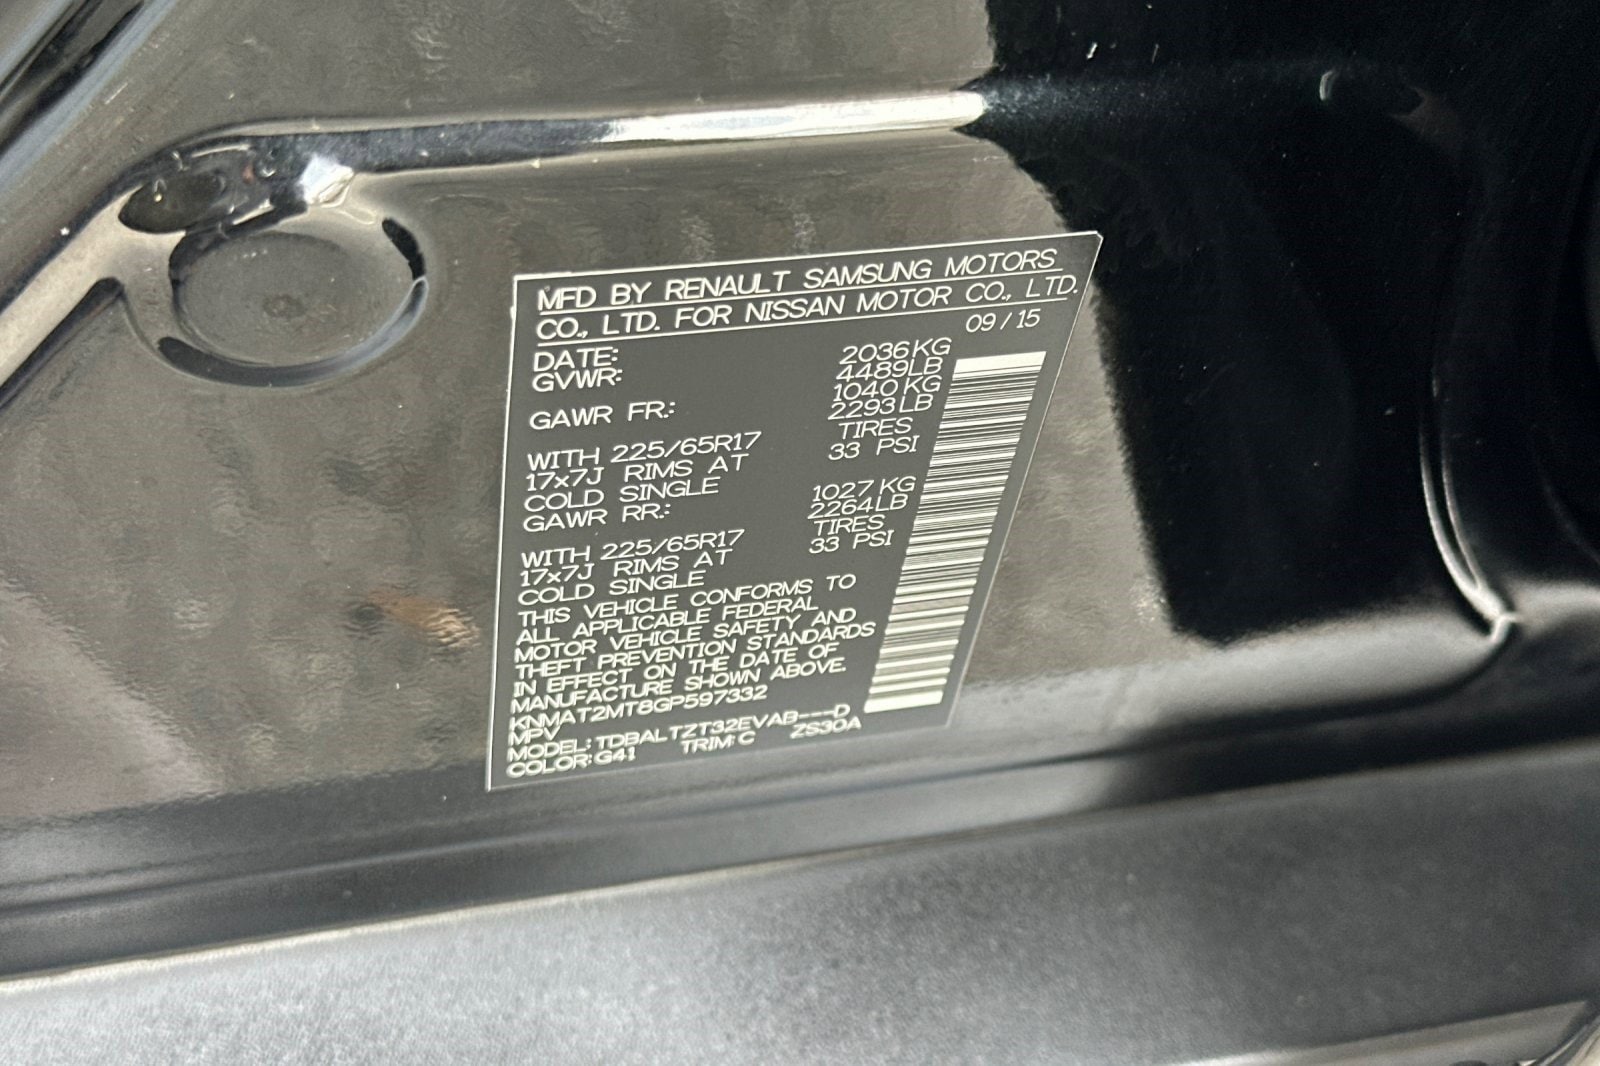 MFD BY RENAULT SAMSUNG MOTORS
CO., LTD. FOR NISSAN MOTOR CO., LTD.
DATE: 09/15
GVWR: 2036KG
4489LB
GAWR FR.: 1040KG
2293LB
WITH 225/65R17 TIRES
17x7J RIMS AT 33 PSI
COLD SINGLE
GAWR RR.: 1027KG
2264LB
WITH 225/65R17 TIRES
17x7J RIMS AT 33 PSI
COLD SINGLE
THIS VEHICLE CONFORMS TO
ALL APPLICABLE FEDERAL
MOTOR VEHICLE SAFETY AND
THEFT PREVENTION STANDARDS
IN EFFECT ON THE DATE OF
MANUFACTURE SHOWN ABOVE.
KNMAT2MT8GP597332
MPV
MODEL:TDBALTZT32EVAB---D
COLOR:G41 TRIM:C ZS30A